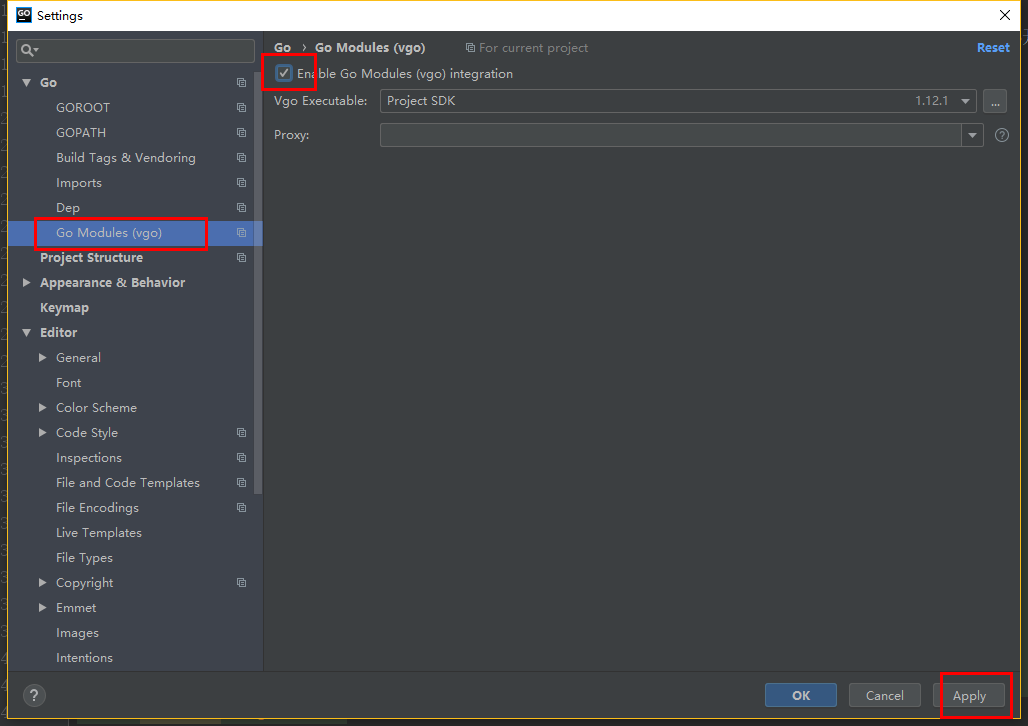 GO Settings
Go › Go Modules (vgo) For current project Reset
Enable Go Modules (vgo) integration
Vgo Executable: Project SDK 1.12.1 ...
Proxy: ?
Go
GOROOT
GOPATH
Build Tags & Vendoring
Imports
Dep
Go Modules (vgo)
Project Structure
Appearance & Behavior
Keymap
Editor
General
Font
Color Scheme
Code Style
Inspections
File and Code Templates
File Encodings
Live Templates
File Types
Copyright
Emmet
Images
Intentions
? OK Cancel Apply